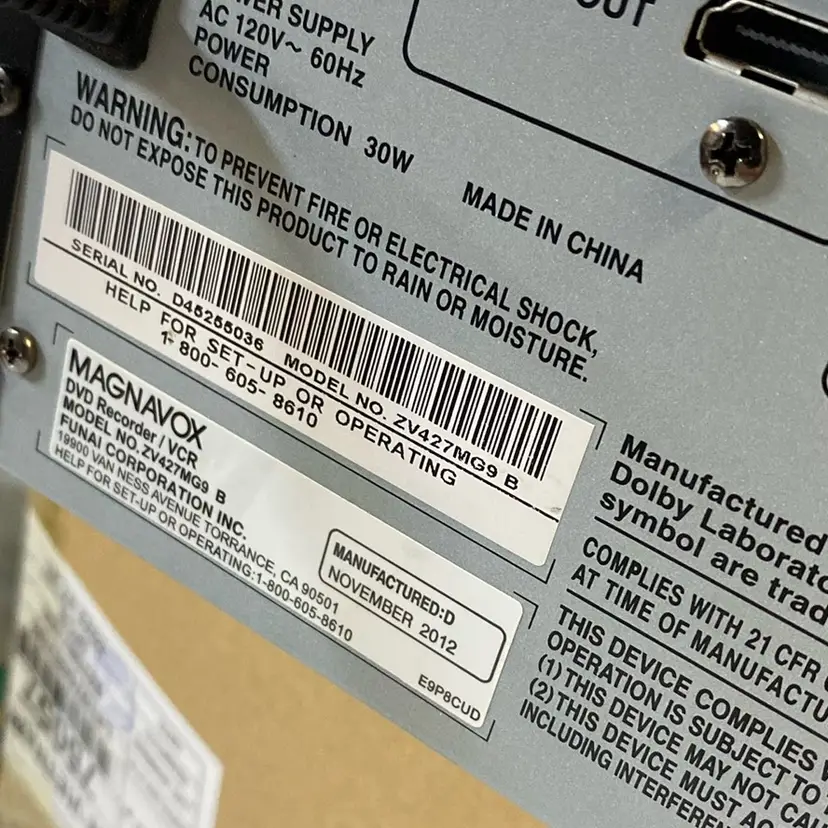 OUT
ER SUPPLY
AC 120V~ 60Hz
POWER
CONSUMPTION 30W
MADE IN CHINA
WARNING: TO PREVENT FIRE OR ELECTRICAL SHOCK,
DO NOT EXPOSE THIS PRODUCT TO RAIN OR MOISTURE.
SERIAL NO. D45255036 MODEL NO. ZV427MG9 B
HELP FOR SET-UP OR OPERATING
1-800-605-8610
MAGNAVOX
DVD Recorder / VCR
MODEL NO. ZV427MG9 B
FUNAI CORPORATION INC.
19900 VAN NESS AVENUE TORRANCE, CA 90501
HELP FOR SET-UP OR OPERATING:1-800-605-8610
MANUFACTURED:D
NOVEMBER 2012
E9P8CUD
Manufactured
Dolby Laborato
symbol are trad
COMPLIES WITH 21 CFR
AT TIME OF MANUFACTU
THIS DEVICE COMPLIES
OPERATION IS SUBJECT TO
(1) THIS DEVICE MAY NOT CAU
(2) THIS DEVICE MUST AC
INCLUDING INTERFEREN